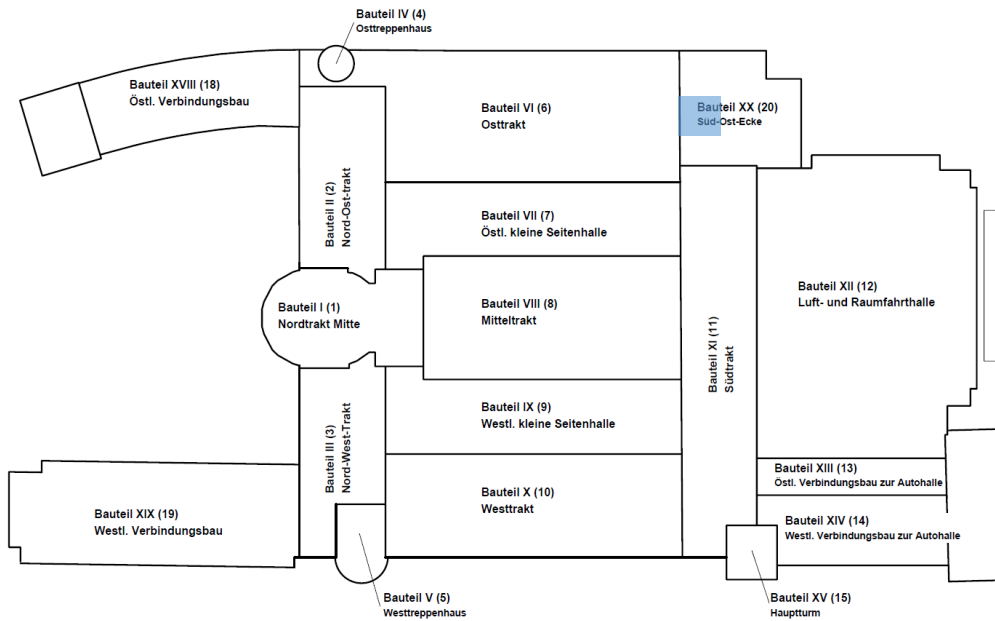 Bauteil IV (4)
Osttreppenhaus
Bauteil XVIII (18)
Östl. Verbindungsbau
Bauteil VI (6)
Osttrakt
Bauteil XX (20)
Süd-Ost-Ecke
Bauteil II (2)
Nord-Ost-trakt
Bauteil VII (7)
Östl. kleine Seitenhalle
Bauteil XII (12)
Luft- und Raumfahrthalle
Bauteil I (1)
Nordtrakt Mitte
Bauteil VIII (8)
Mitteltrakt
Bauteil XI (11)
Südtrakt
Bauteil IX (9)
Westl. kleine Seitenhalle
Bauteil III (3)
Nord-West-Trakt
Bauteil XIII (13)
Östl. Verbindungsbau zur Autohalle
Bauteil X (10)
Westtrakt
Bauteil XIX (19)
Westl. Verbindungsbau
Bauteil XIV (14)
Westl. Verbindungsbau zur Autohalle
Bauteil V (5)
Westtreppenhaus
Bauteil XV (15)
Hauptturm